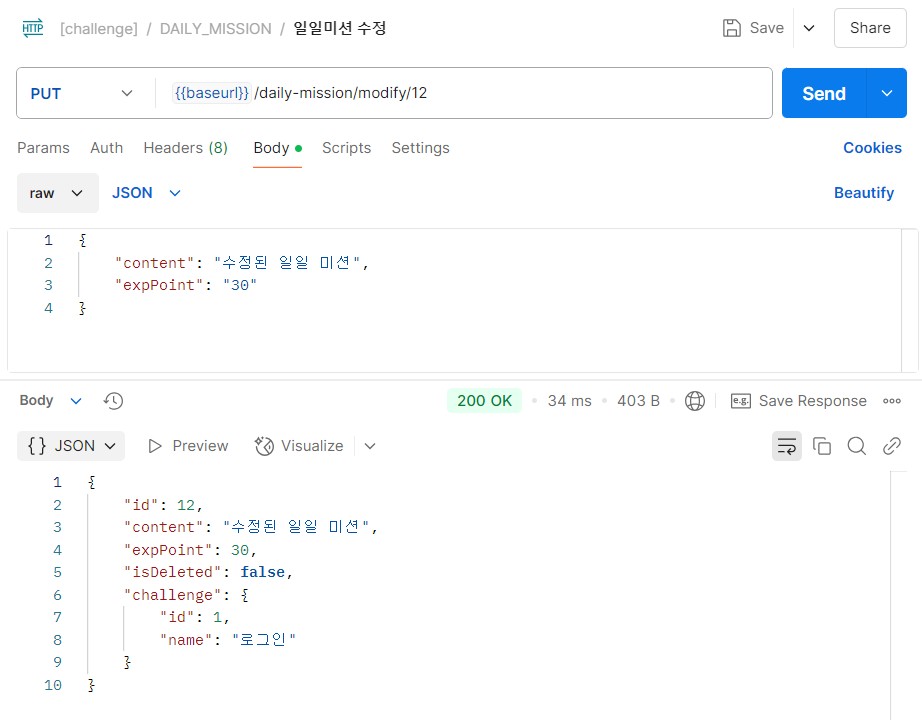 HTTP [challenge] / DAILY_MISSION / 일일미션 수정 Save Share
PUT {{baseurl}} /daily-mission/modify/12 Send
Params Auth Headers (8) Body Scripts Settings Cookies
raw JSON Beautify
1 {
2 "content": "수정된 일일 미션",
3 "expPoint": "30"
4 }
Body 200 OK 34 ms 403 B e.g. Save Response
{} JSON Preview Visualize
1 {
2 "id": 12,
3 "content": "수정된 일일 미션",
4 "expPoint": 30,
5 "isDeleted": false,
6 "challenge": {
7 "id": 1,
8 "name": "로그인"
9 }
10 }